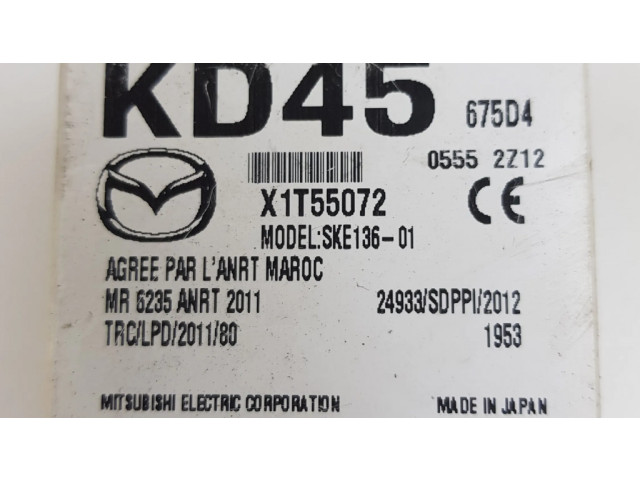 KD45 675D4
0555 2Z12
X1T55072
MODEL:SKE136-01
AGREE PAR L'ANRT MAROC
MR 6235 ANRT 2011 24933/SDPPI/2012
TRC/LPD/2011/80 1953
MITSUBISHI ELECTRIC CORPORATION MADE IN JAPAN